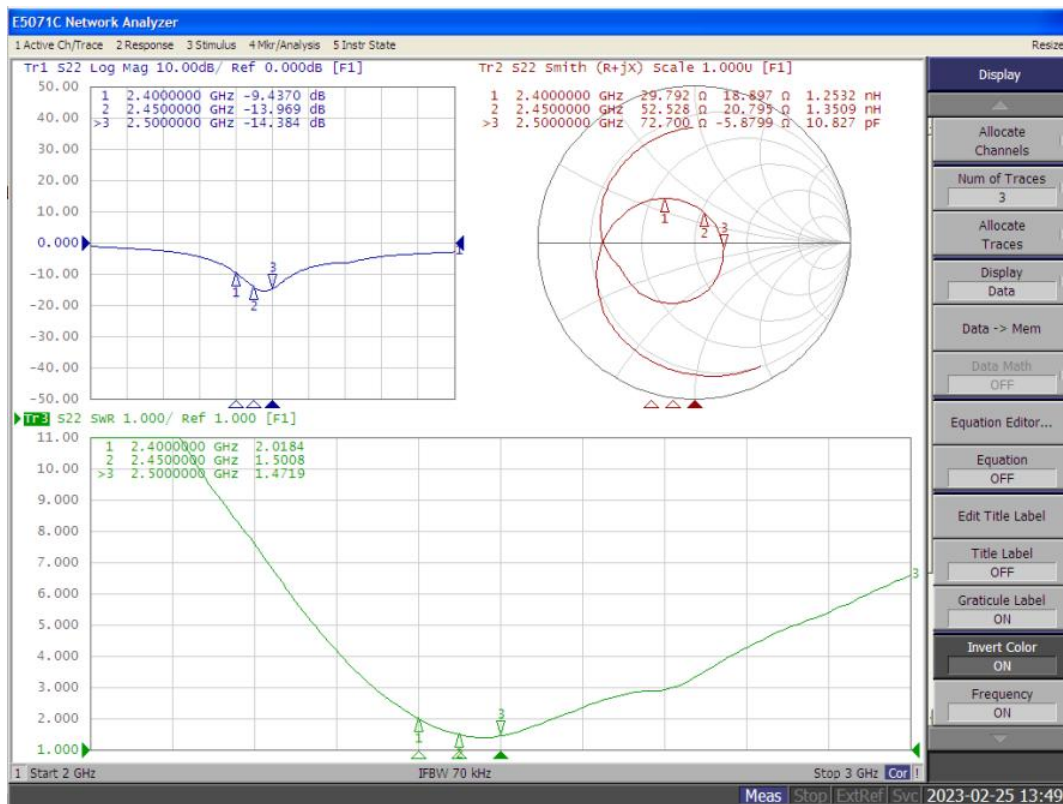 E5071C Network Analyzer
1 Active Ch/Trace 2 Response 3 Stimulus 4 Mkr/Analysis 5 Instr State
Resize
Tr1 S22 Log Mag 10.00dB/ Ref 0.000dB [F1]
50.00
40.00
30.00
20.00
10.00
0.000
-10.00
-20.00
-30.00
-40.00
-50.00
1 2.4000000 GHz -9.4370 dB
2 2.4500000 GHz -13.969 dB
>3 2.5000000 GHz -14.384 dB
1
2
3
1
Tr2 S22 Smith (R+jX) Scale 1.000U [F1]
1 2.4000000 GHz 29.792 Ω 18.897 Ω 1.2532 nH
2 2.4500000 GHz 52.528 Ω 20.795 Ω 1.3509 nH
>3 2.5000000 GHz 72.700 Ω -5.8799 Ω 10.827 pF
1
2
3
Tr3 S22 SWR 1.000/ Ref 1.000 [F1]
11.00
10.00
9.000
8.000
7.000
6.000
5.000
4.000
3.000
2.000
1.000
1 2.4000000 GHz 2.0184
2 2.4500000 GHz 1.5008
>3 2.5000000 GHz 1.4719
1
2
3
3
1 Start 2 GHz
IFBW 70 kHz
Stop 3 GHz Cor !
Display
Allocate
Channels
Num of Traces
3
Allocate
Traces
Display
Data
Data -> Mem
Data Math
OFF
Equation Editor...
Equation
OFF
Edit Title Label
Title Label
OFF
Graticule Label
ON
Invert Color
ON
Frequency
ON
Meas Stop ExtRef Svc 2023-02-25 13:49